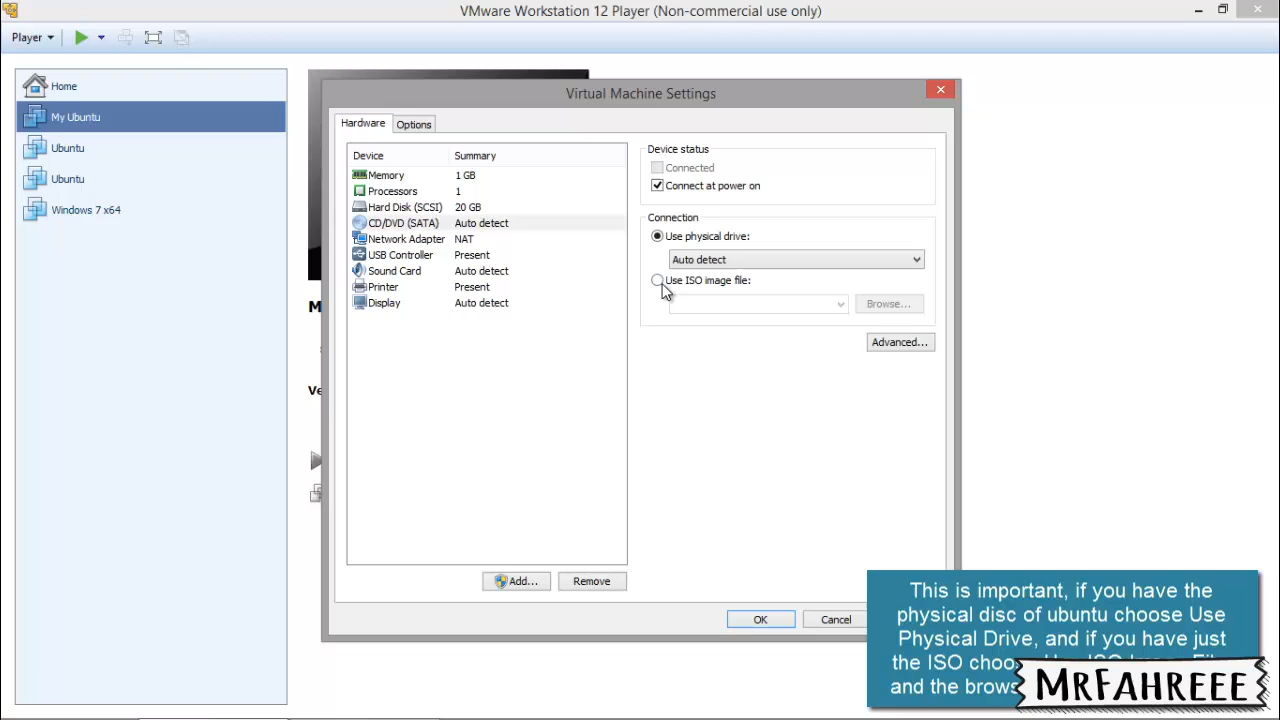 VMware Workstation 12 Player (Non-commercial use only)
Player
Home
My Ubuntu
Ubuntu
Ubuntu
Windows 7 x64
M
Ve
Virtual Machine Settings
Hardware
Options
Device Summary
Memory 1 GB
Processors 1
Hard Disk (SCSI) 20 GB
CD/DVD (SATA) Auto detect
Network Adapter NAT
USB Controller Present
Sound Card Auto detect
Printer Present
Display Auto detect
Add...
Remove
Device status
Connected
Connect at power on
Connection
Use physical drive:
Auto detect
Use ISO image file:
Browse...
Advanced...
OK
Cancel
This is important, if you have the
physical disc of ubuntu choose Use
Physical Drive, and if you have just
the ISO
and the
MRFAHREEE